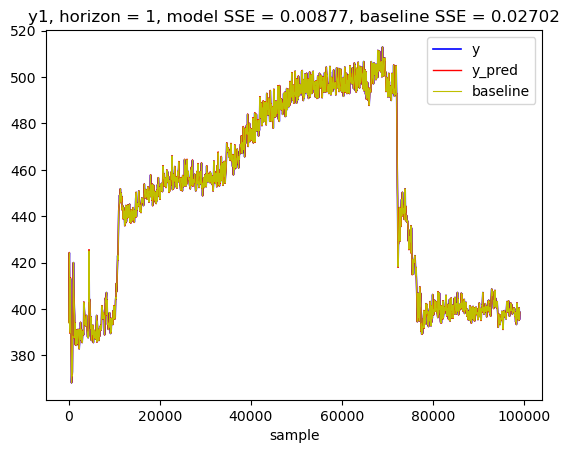 y1, horizon = 1, model SSE = 0.00877, baseline SSE = 0.02702
520
500
480
460
440
420
400
380
y
y_pred
baseline
0
20000
40000
60000
80000
100000
sample